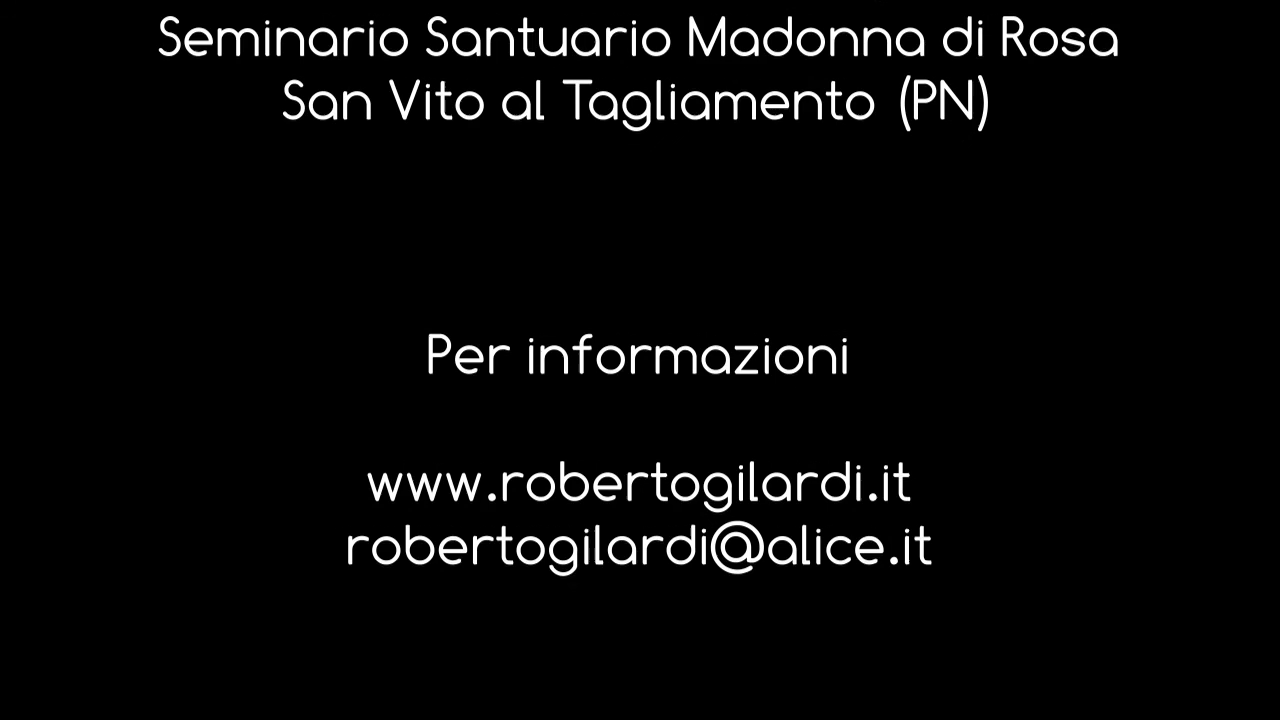 Seminario Santuario Madonna di Rosa
San Vito al Tagliamento (PN)
Per informazioni
www.robertogilardi.it
robertogilardi@alice.it